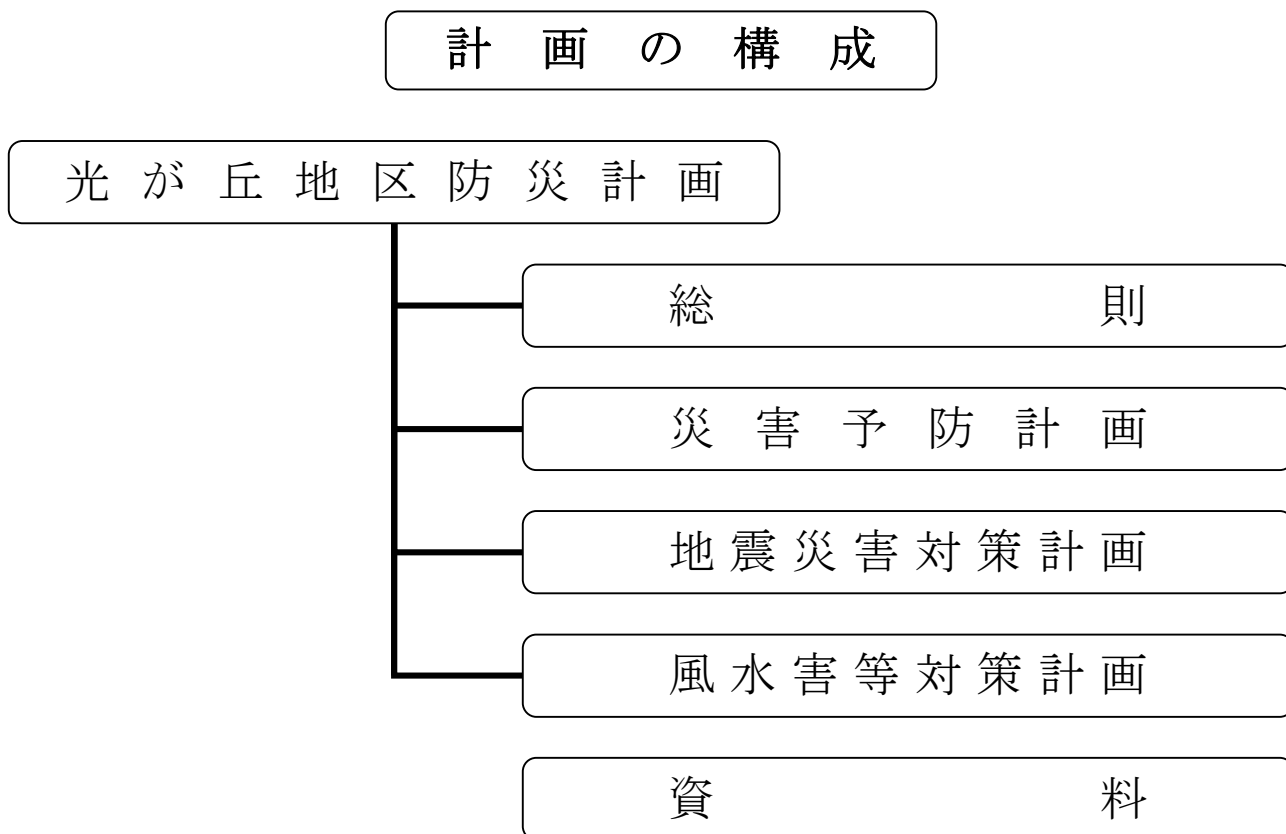 計画の構成
光が丘地区防災計画
総則
災害予防計画
地震災害対策計画
風水害等対策計画
資料